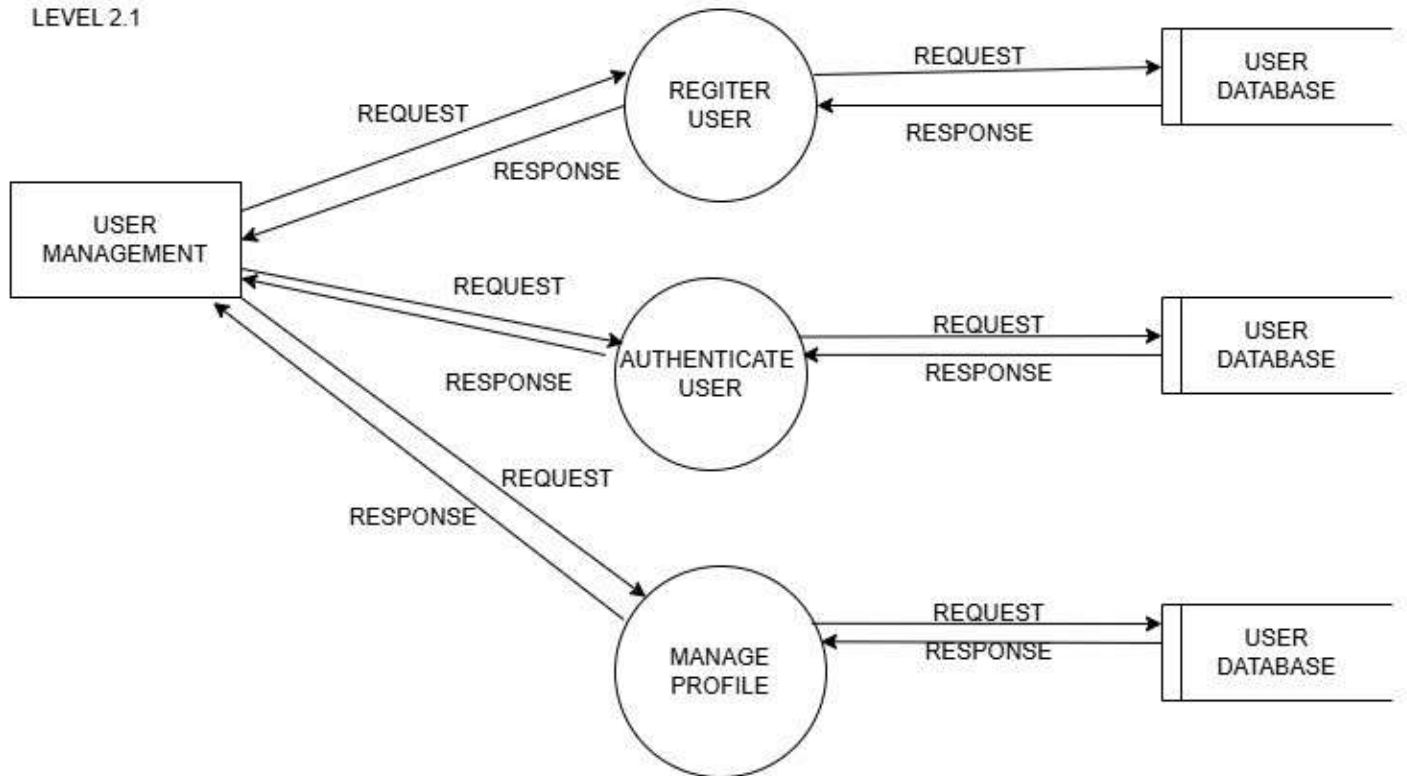 LEVEL 2.1
REQUEST
REGITER
USER
REQUEST
USER
DATABASE
RESPONSE
RESPONSE
USER
MANAGEMENT
REQUEST
RESPONSE
AUTHENTICATE
USER
REQUEST
RESPONSE
USER
DATABASE
REQUEST
RESPONSE
MANAGE
PROFILE
REQUEST
RESPONSE
USER
DATABASE